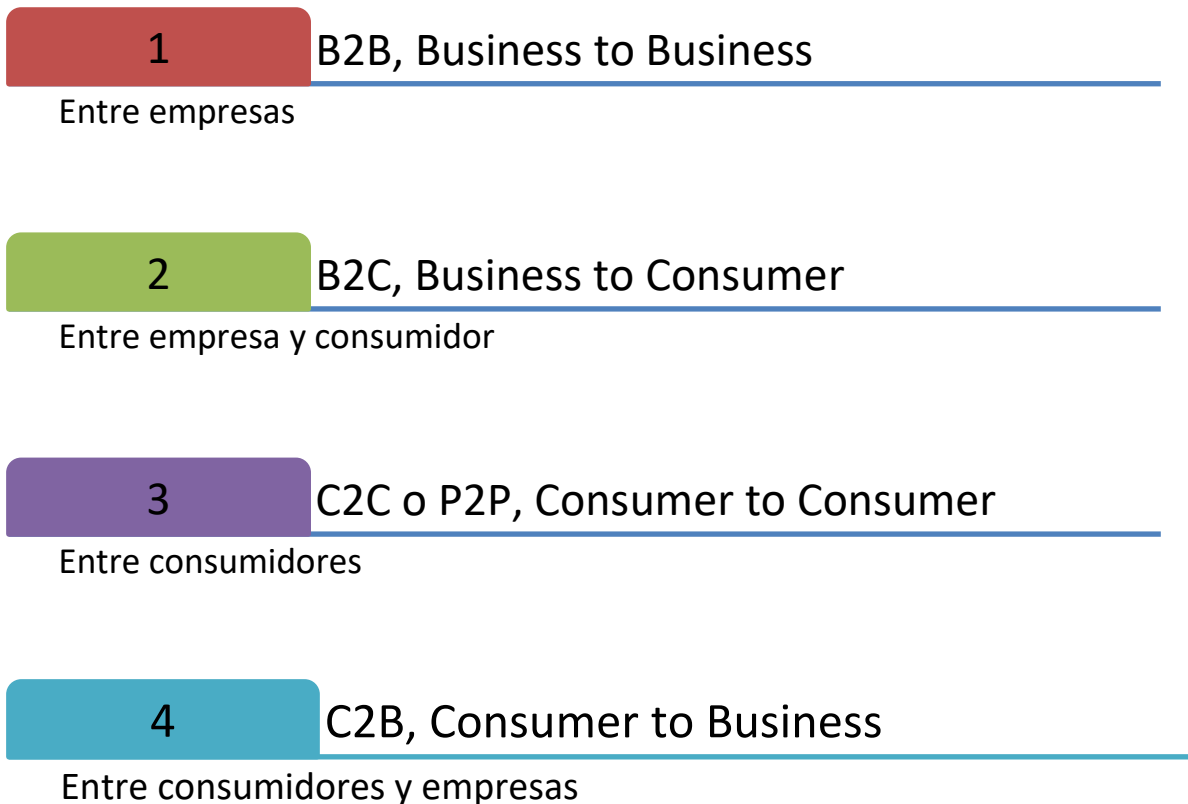 1 B2B, Business to Business
Entre empresas
2 B2C, Business to Consumer
Entre empresa y consumidor
3 C2C o P2P, Consumer to Consumer
Entre consumidores
4 C2B, Consumer to Business
Entre consumidores y empresas